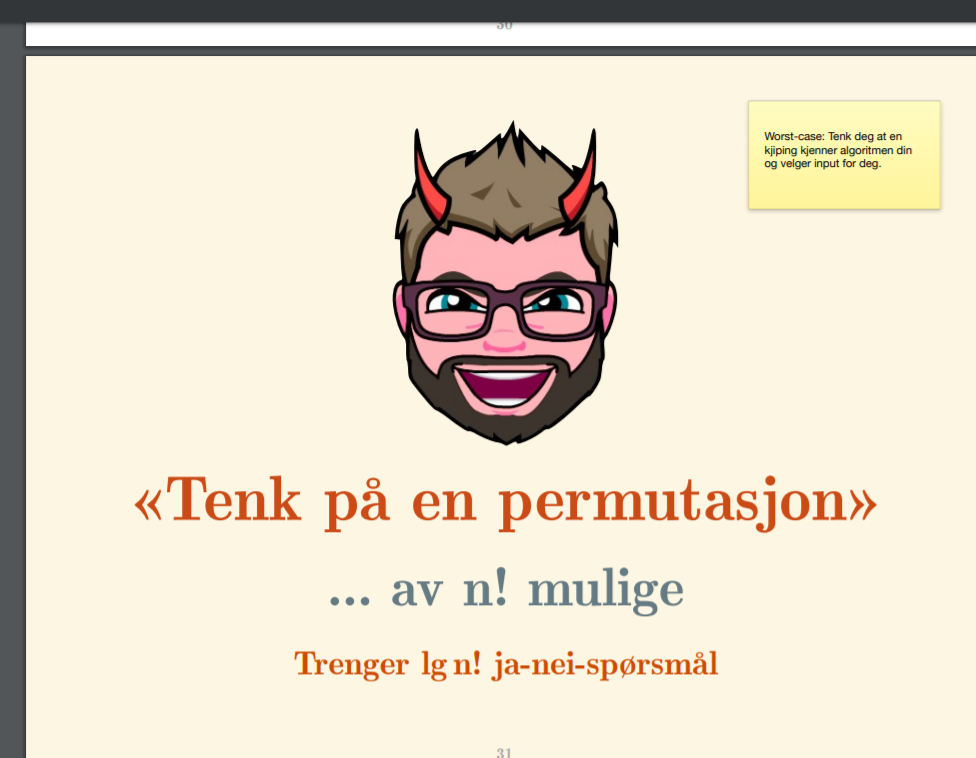 30
Worst-case: Tenk deg at en
kjiping kjenner algoritmen din
og velger input for deg.
«Tenk på en permutasjon»
... av n! mulige
Trenger lg n! ja-nei-spørsmål
31